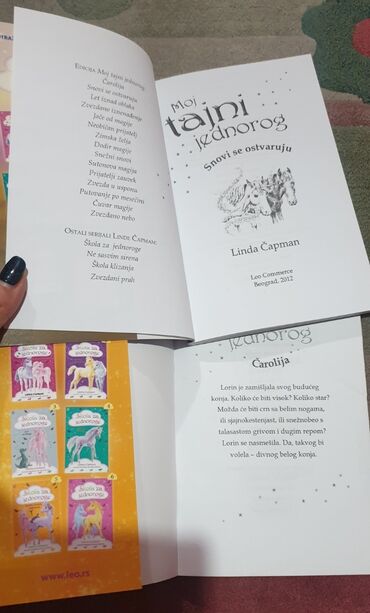 Edicija Moj tajni jednorog:
Čarolija
Snovi se ostvaruju
Let iznad oblaka
Zvezdano iznenađenje
Jače od magije
Neobičan prijatelj
Zimska želja
Dodir magije
Snežni snovi
Sutonova magija
Prijatelji zauvek
Zvezda u usponu
Putovanje po mesečini
Čuvar magije
Zvezdano nebo
Ostali serijali Linde Čapman:
Škola za jednoroge
Ne sasvim sirena
Škola klizanja
Zvezdani prah
Moj
tajni
jednorog
Snovi se ostvaruju
Linda Čapman
Leo Commerce
Beograd, 2012
jednorog
Čarolija
Lorin je zamišljala svog budućeg
konja. Koliko će biti visok? Koliko star?
Možda će biti crn sa belim nogama,
ili sjajnokestenjast, ili snežnobeo s
talasastom grivom i dugim repom?
Lorin se nasmešila. Da, takvog bi
volela – divnog belog konja.
Škola za
jednoroge
Škola za
jednoroge
Škola za
jednoroge
Škola za
jednoroge
Škola za
jednoroge
Škola za
jednoroge
www.leo.rs